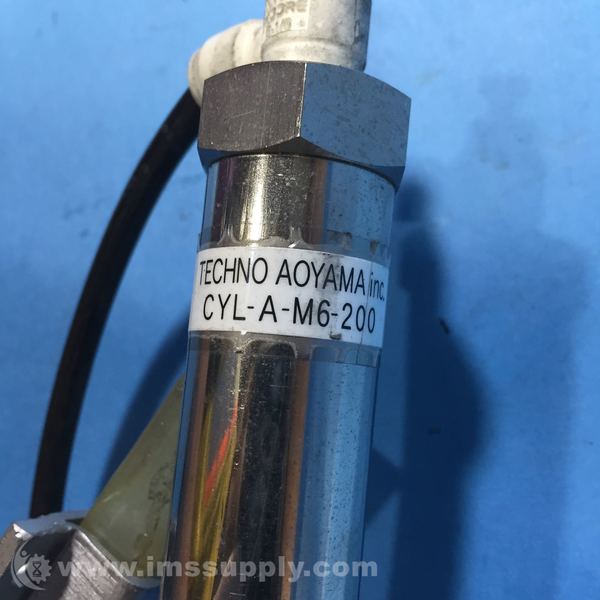 TECHNO AOYAMA inc.
CYL-A-M6-200
www.imssupply.com